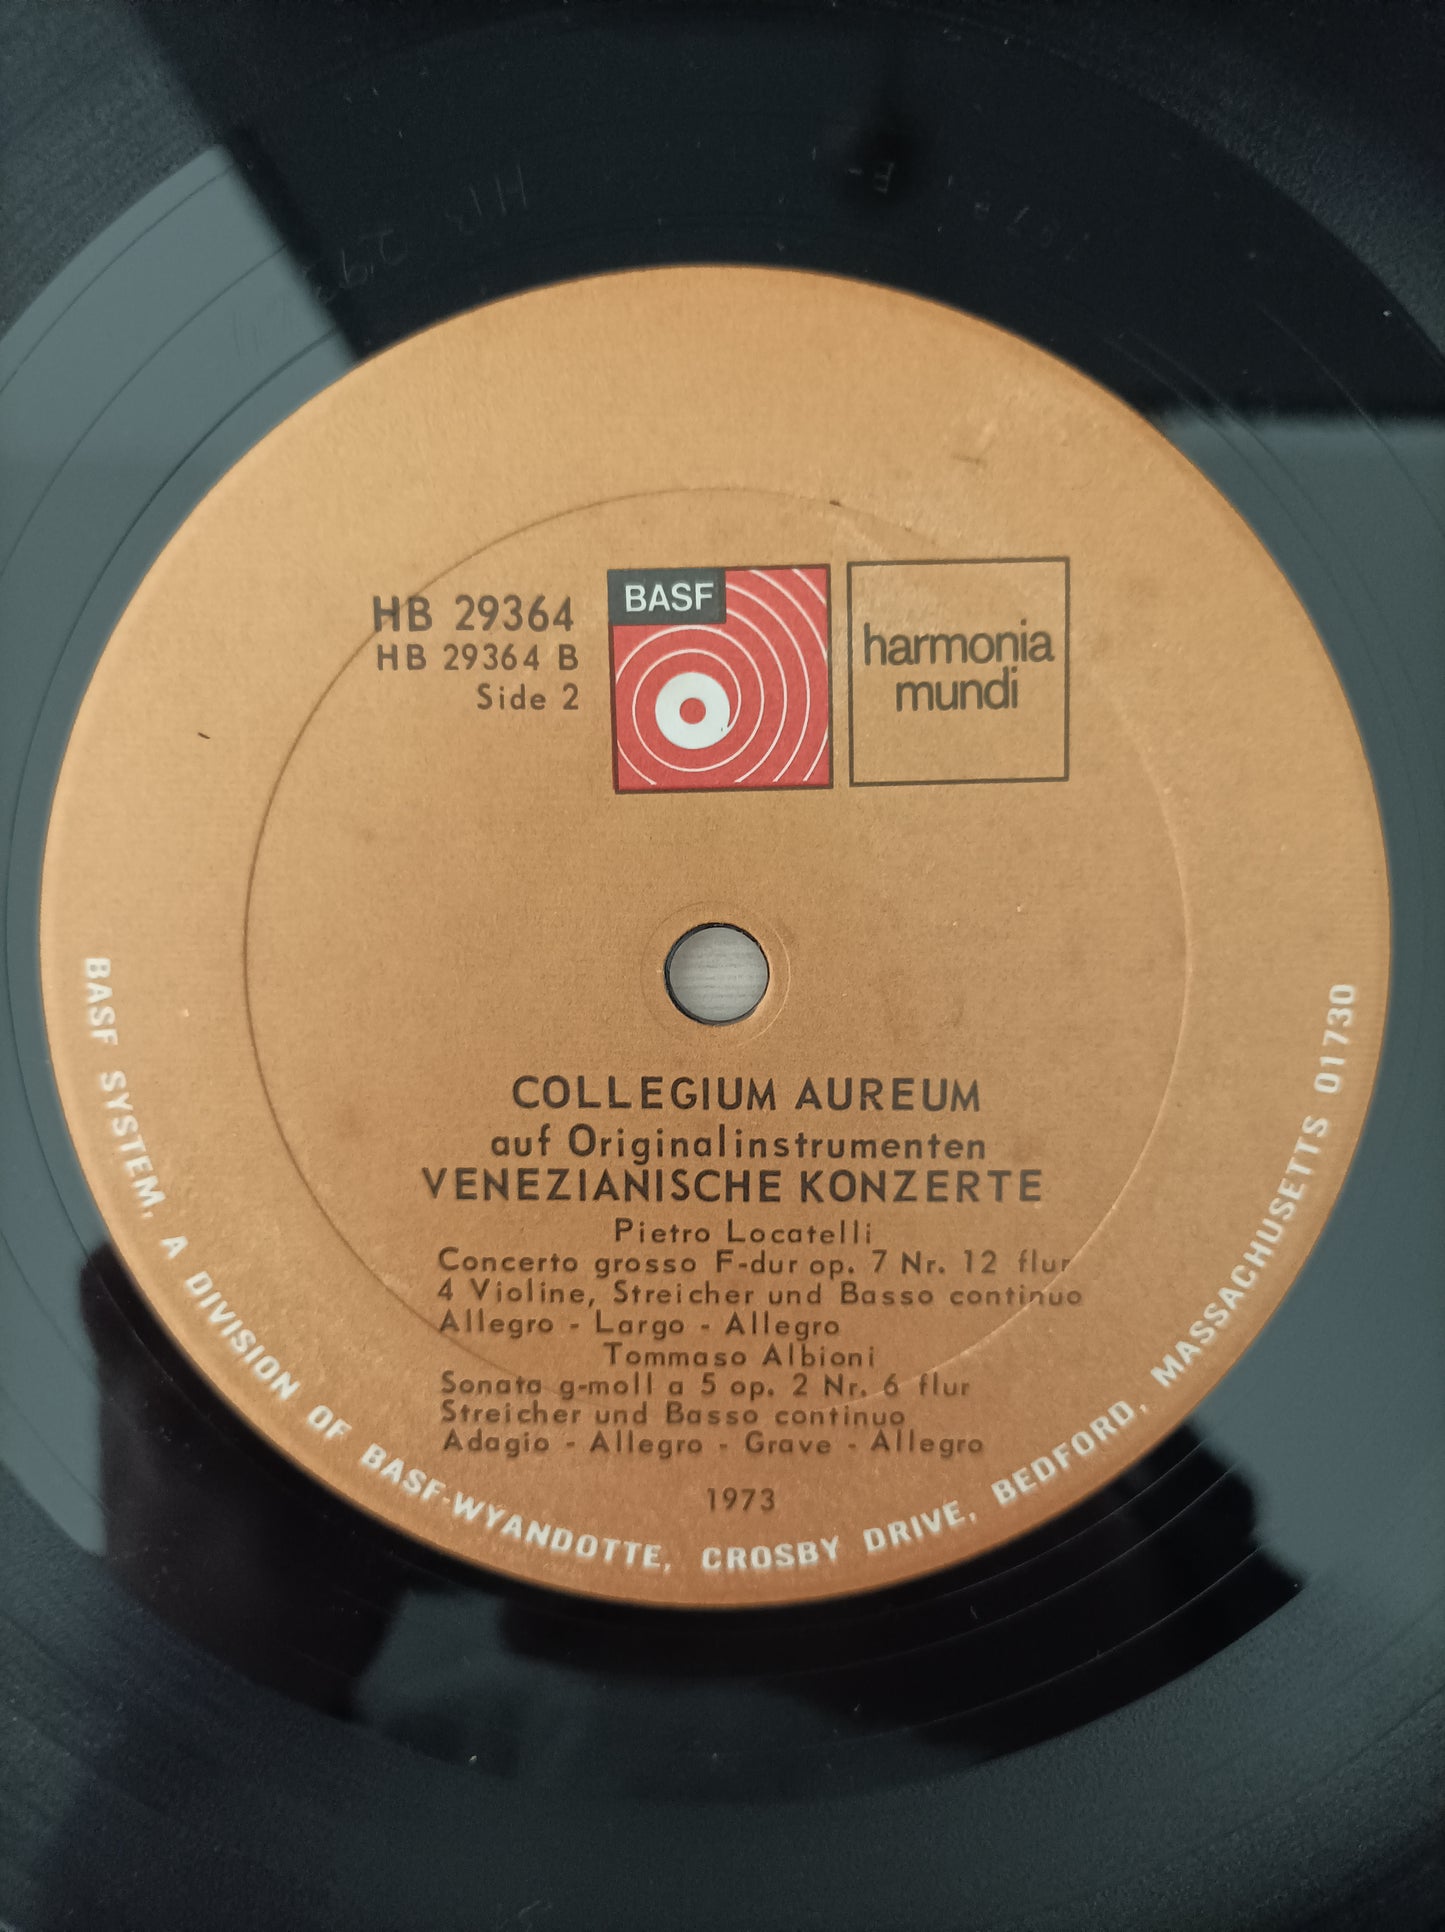 HB 29364
HB 29364 B
Side 2
BASF
harmonia
mundi
COLLEGIUM AUREUM
auf Originalinstrumenten
VENEZIANISCHE KONZERTE
Pietro Locatelli
Concerto grosso F-dur op. 7 Nr. 12 flur
4 Violine, Streicher und Basso continuo
Allegro - Largo - Allegro
Tommaso Albioni
Sonata g-moll a 5 op. 2 Nr. 6 flur
Streicher und Basso continuo
Adagio - Allegro - Grave - Allegro
1973
BASF SYSTEM, A DIVISION OF BASF-WYANDOTTE, CROSBY DRIVE, BEDFORD, MASSACHUSETTS 01730